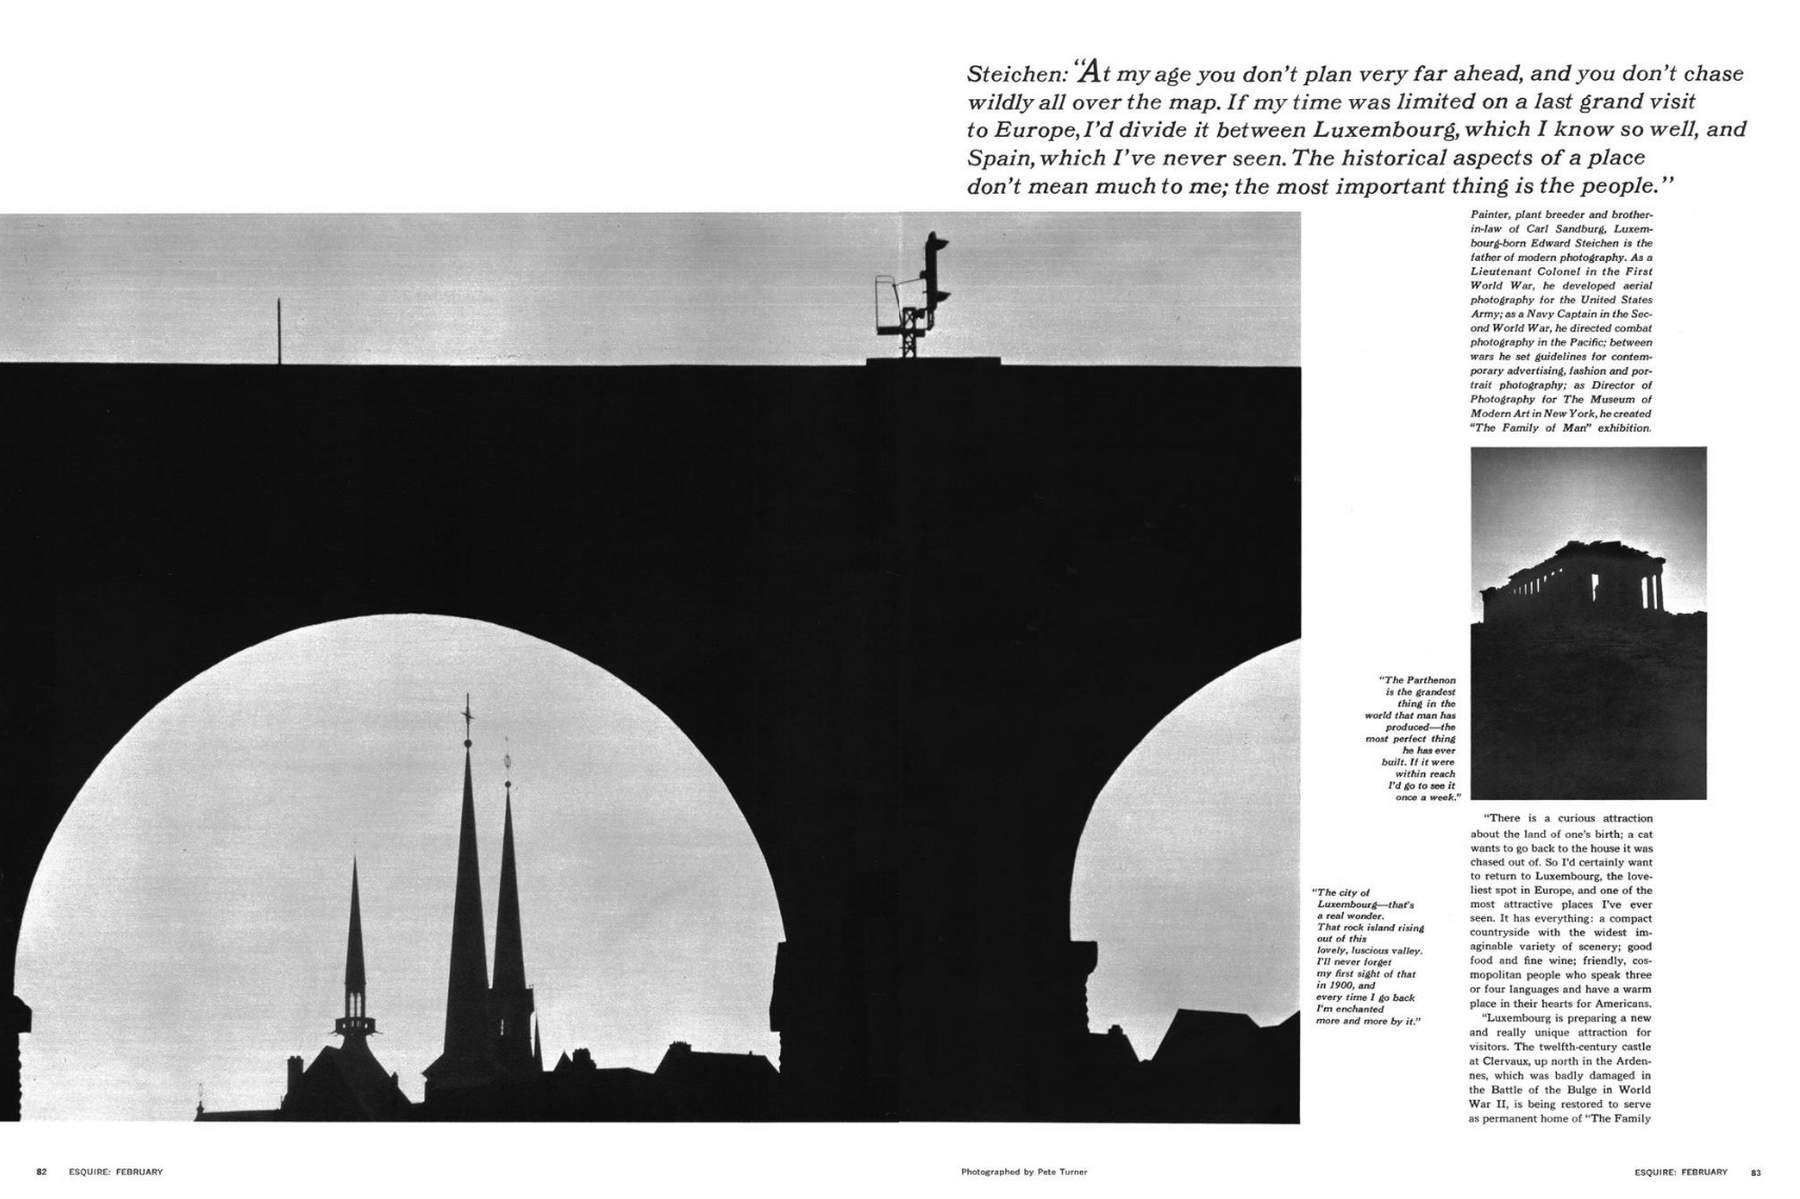 Steichen: “At my age you don’t plan very far ahead, and you don’t chase
wildly all over the map. If my time was limited on a last grand visit
to Europe, I’d divide it between Luxembourg, which I know so well, and
Spain, which I’ve never seen. The historical aspects of a place
don’t mean much to me; the most important thing is the people.”
Painter, plant breeder and brother-
in-law of Carl Sandburg, Luxem-
bourg-born Edward Steichen is the
father of modern photography. As a
Lieutenant Colonel in the First
World War, he developed aerial
photography for the United States
Army; as a Navy Captain in the Sec-
ond World War, he directed combat
photography in the Pacific; between
wars he set guidelines for contem-
porary advertising, fashion and por-
trait photography; as Director of
Photography for The Museum of
Modern Art in New York, he created
“The Family of Man” exhibition.
“The Parthenon
is the grandest
thing in the
world that man has
produced—the
most perfect thing
he has ever
built. If it were
within reach
I’d go to see it
once a week.”
“The city of
Luxembourg—that’s
a real wonder.
That rock island rising
out of this
lovely, luscious valley.
I’ll never forget
my first sight of that
in 1900, and
every time I go back
I’m enchanted
more and more by it.”
“There is a curious attraction
about the land of one’s birth; a cat
wants to go back to the house it was
chased out of. So I’d certainly want
to return to Luxembourg, the love-
liest spot in Europe, and one of the
most attractive places I’ve ever
seen. It has everything: a compact
countryside with the widest im-
aginable variety of scenery; good
food and fine wine; friendly, cos-
mopolitan people who speak three
or four languages and have a warm
place in their hearts for Americans.
“Luxembourg is preparing a new
and really unique attraction for
visitors. The twelfth-century castle
at Clervaux, up north in the Arden-
nes, which was badly damaged in
the Battle of the Bulge in World
War II, is being restored to serve
as permanent home of “The Family
82 ESQUIRE: FEBRUARY
Photographed by Pete Turner
ESQUIRE: FEBRUARY 83